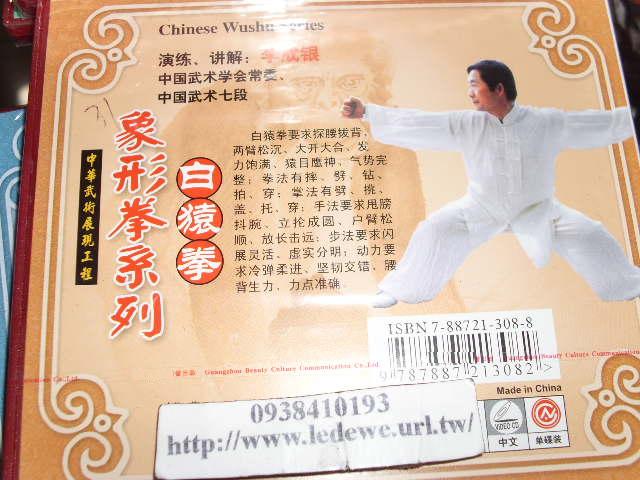 Chinese Wushu Series
演练、讲解：李成银
中国武术学会常委、
中国武术七段
31
象形拳系列
中華武術展現工程
白猿拳
白猿拳要求探腰拔背，
两臂松沉、大开大合、发
力饱满、猿目鹰神，气势完
整；拳法有摔、劈、钻、
拍、穿；掌法有劈、挑、
盖、托、穿；手法要求甩膀
抖腕、立抡成圆、户臂松
顺、放长击远；步法要求闪
展灵活、虚实分明；动力要
求冷弹柔进、坚韧交错、腰
背生力、力点准确。
ISBN 7-88721-308-8
Guangzhou Beauty Culture Communication Co.,Ltd.
9787887213082>
Made in China
0938410193
http://www.ledewe.url.tw/
VIDEO CD
中文
单碟装